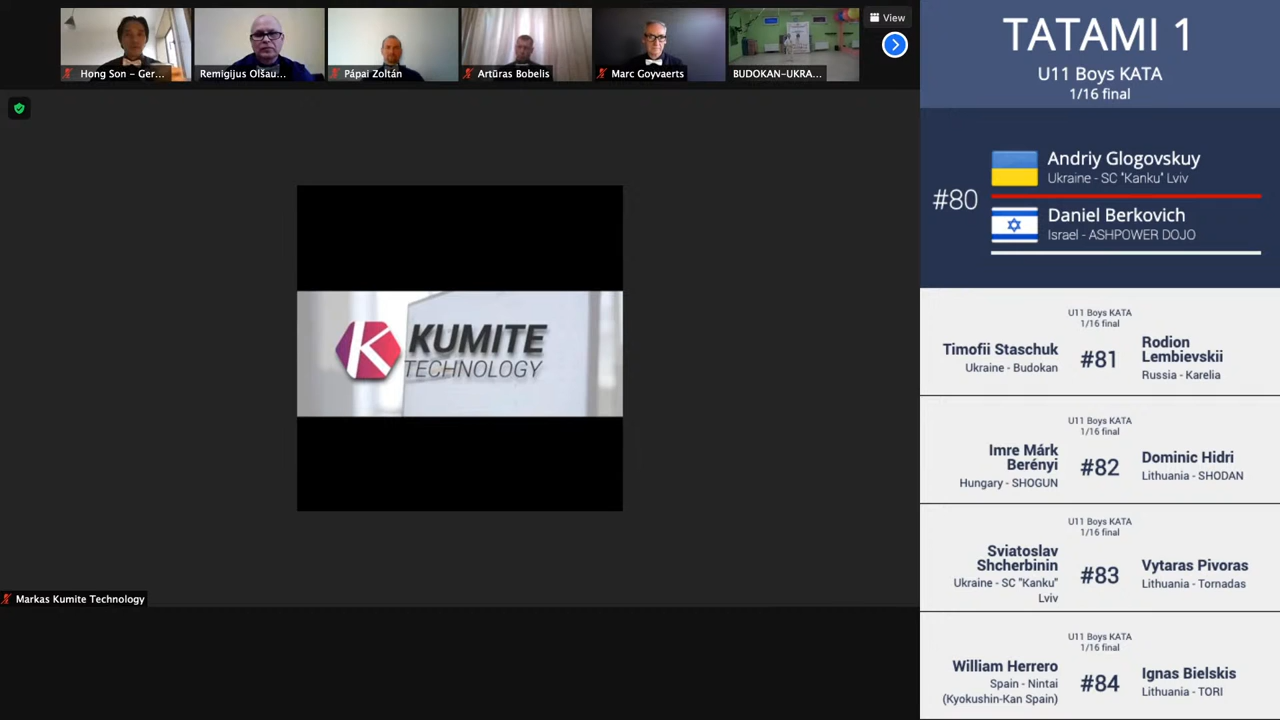 Hong Son - Ger...
Remigijus Olšau...
Pápai Zoltán
Artūras Bobelis
Marc Goyvaerts
BUDOKAN-UKRA...
View
K KUMITE
TECHNOLOGY
Markas Kumite Technology
TATAMI 1
U11 Boys KATA
1/16 final
#80
Andriy Glogovskuy
Ukraine - SC "Kanku" Lviv
Daniel Berkovich
Israel - ASHPOWER DOJO
U11 Boys KATA
1/16 final
Timofii Staschuk
Ukraine - Budokan
#81
Rodion
Lembievskii
Russia - Karelia
U11 Boys KATA
1/16 final
Imre Márk
Berényi
Hungary - SHOGUN
#82
Dominic Hidri
Lithuania - SHODAN
U11 Boys KATA
1/16 final
Sviatoslav
Shcherbinin
Ukraine - SC "Kanku"
Lviv
#83
Vytaras Pivoras
Lithuania - Tornadas
U11 Boys KATA
1/16 final
William Herrero
Spain - Nintai
(Kyokushin-Kan Spain)
#84
Ignas Bielskis
Lithuania - TORI